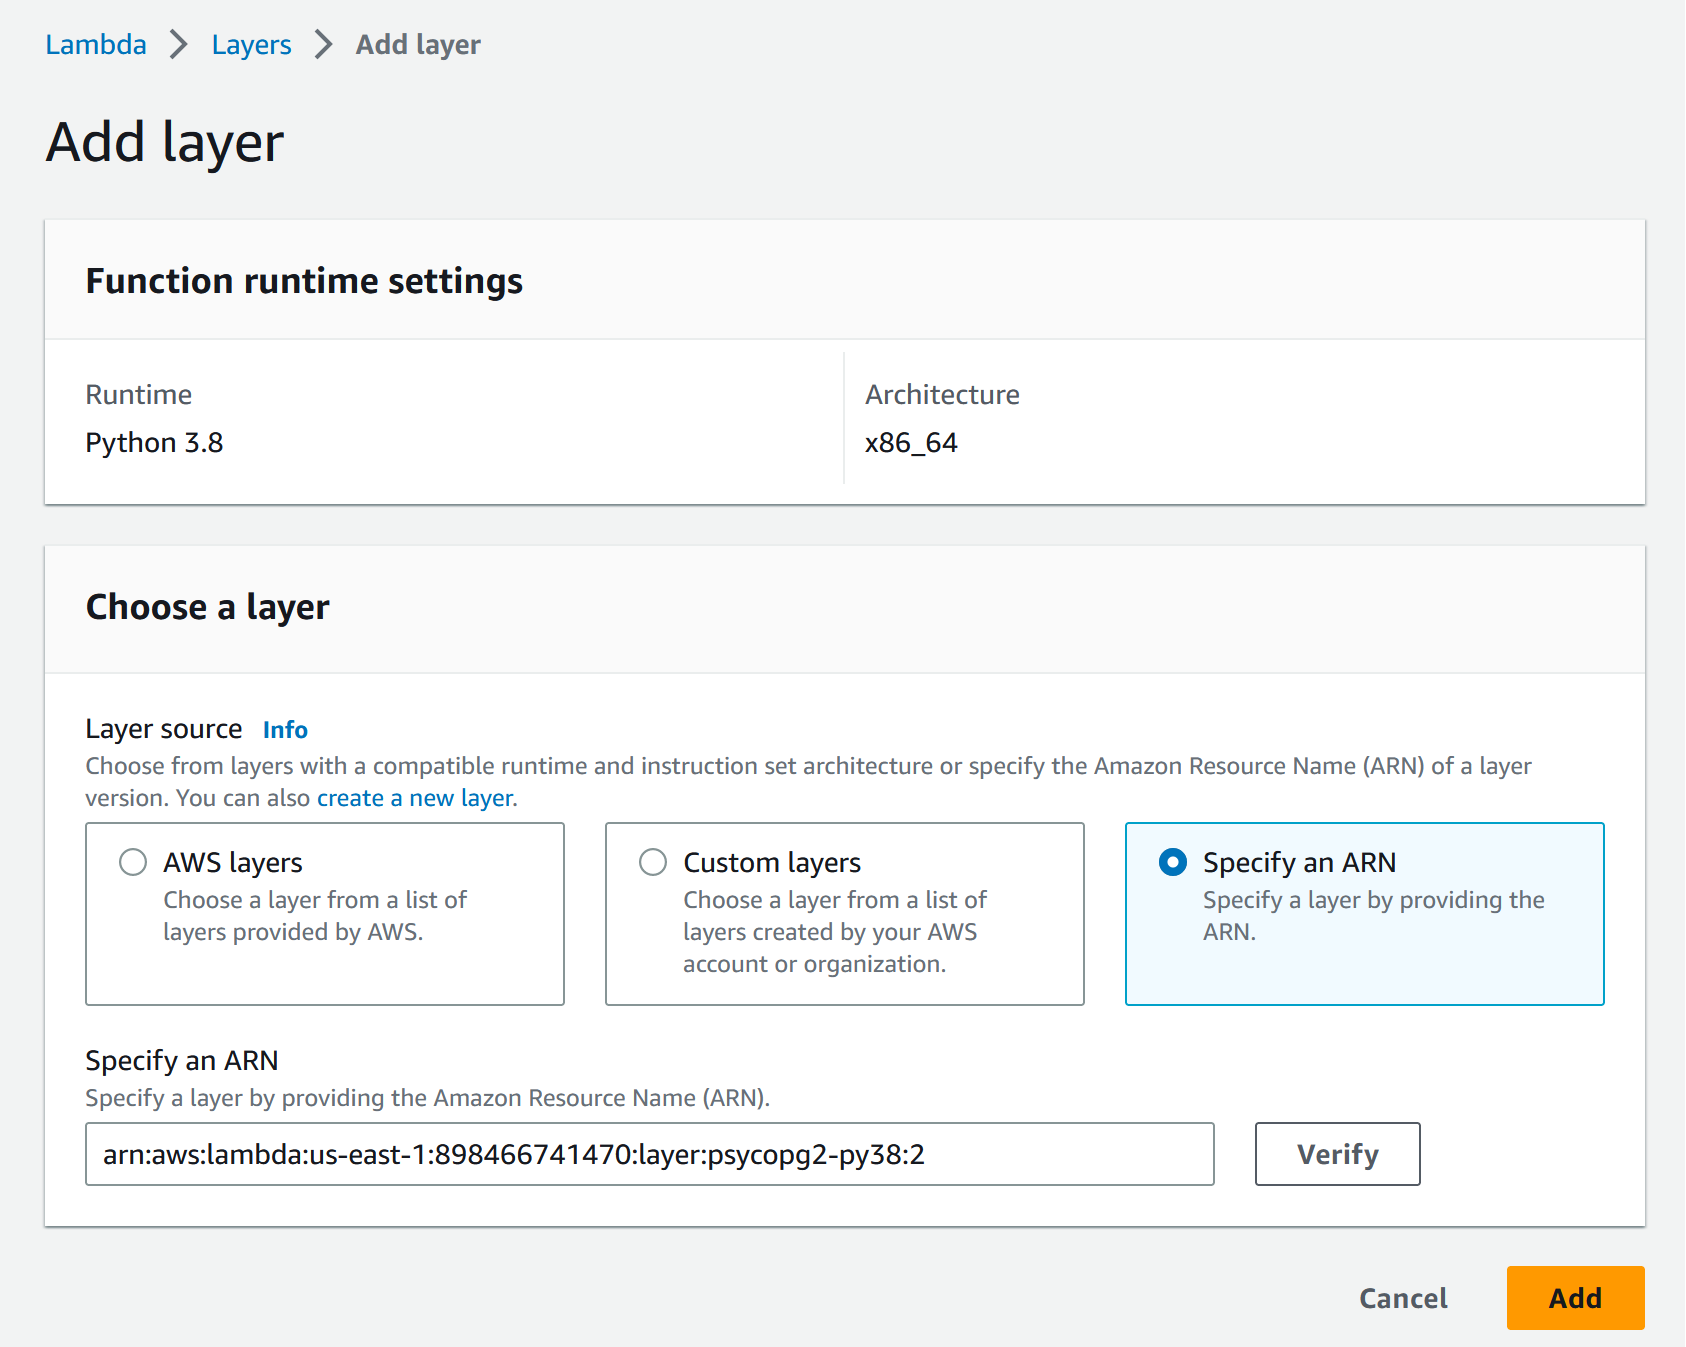 Lambda > Layers > Add layer
Add layer
Function runtime settings
Runtime
Python 3.8
Architecture
x86_64
Choose a layer
Layer source Info
Choose from layers with a compatible runtime and instruction set architecture or specify the Amazon Resource Name (ARN) of a layer
version. You can also create a new layer.
AWS layers
Choose a layer from a list of
layers provided by AWS.
Custom layers
Choose a layer from a list of
layers created by your AWS
account or organization.
Specify an ARN
Specify a layer by providing the
ARN.
Specify an ARN
Specify a layer by providing the Amazon Resource Name (ARN).
arn:aws:lambda:us-east-1:898466741470:layer:psycopg2-py38:2
Verify
Cancel
Add